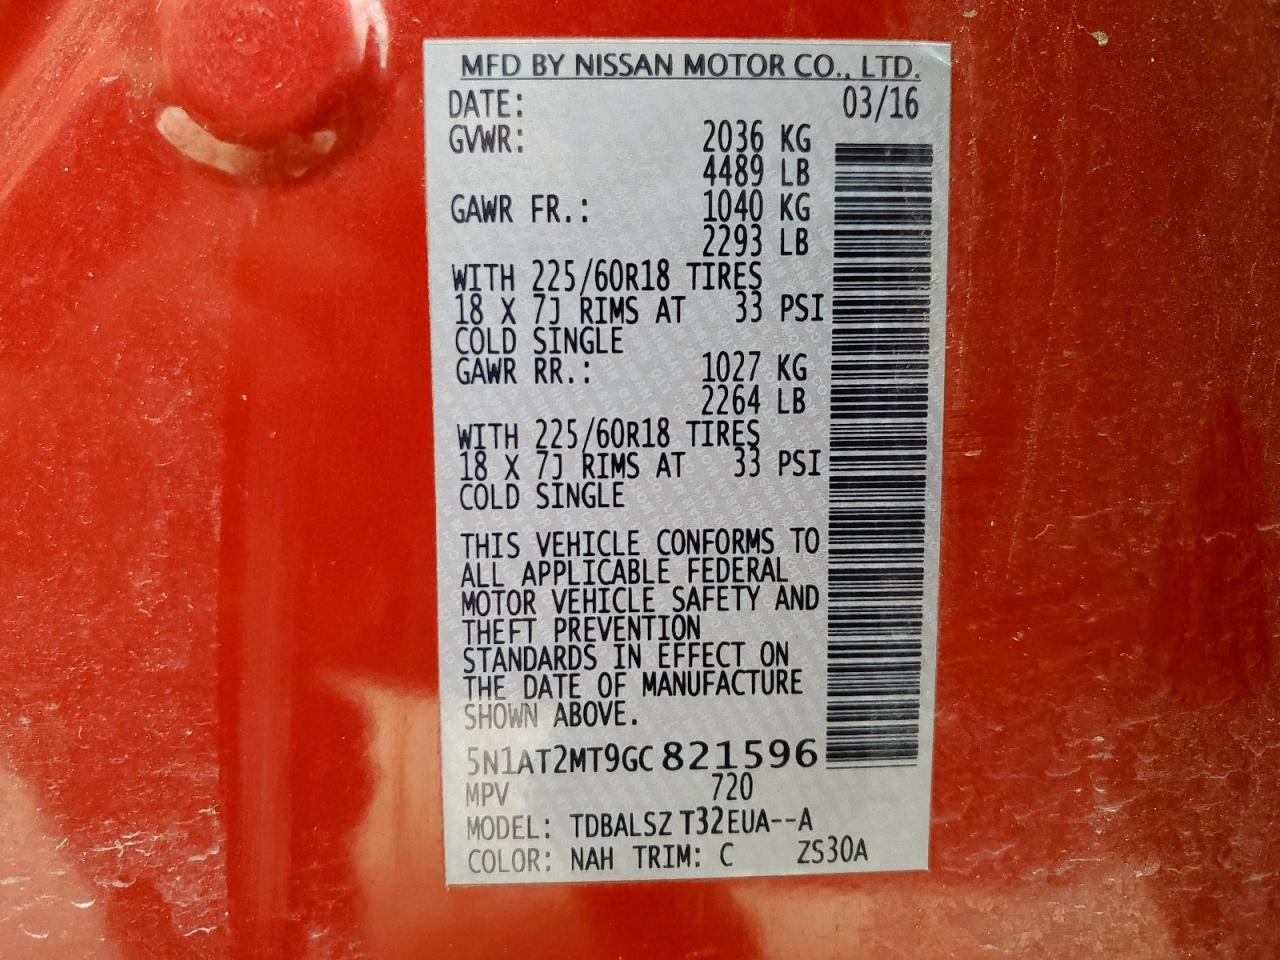 MFD BY NISSAN MOTOR CO., LTD.
DATE: 03/16
GVWR: 2036 KG
4489 LB
GAWR FR.: 1040 KG
2293 LB
WITH 225/60R18 TIRES
18 X 7J RIMS AT 33 PSI
COLD SINGLE
GAWR RR.: 1027 KG
2264 LB
WITH 225/60R18 TIRES
18 X 7J RIMS AT 33 PSI
COLD SINGLE
THIS VEHICLE CONFORMS TO
ALL APPLICABLE FEDERAL
MOTOR VEHICLE SAFETY AND
THEFT PREVENTION
STANDARDS IN EFFECT ON
THE DATE OF MANUFACTURE
SHOWN ABOVE.
5N1AT2MT9GC821596
MPV 720
MODEL: TDBALSZ T32EUA--A
COLOR: NAH TRIM: C ZS30A